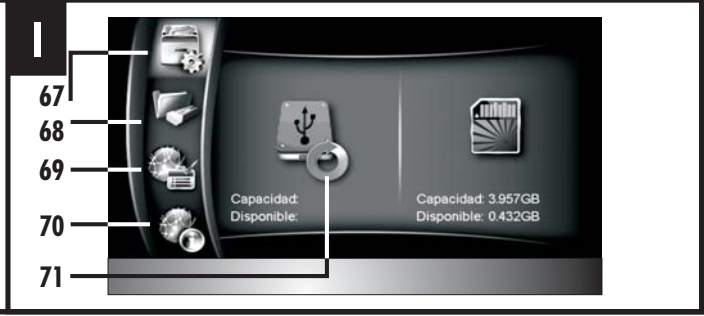 I
67
68
69
70
71
Capacidad:
Disponible:
Capacidad: 3.957GB
Disponible: 0.432GB